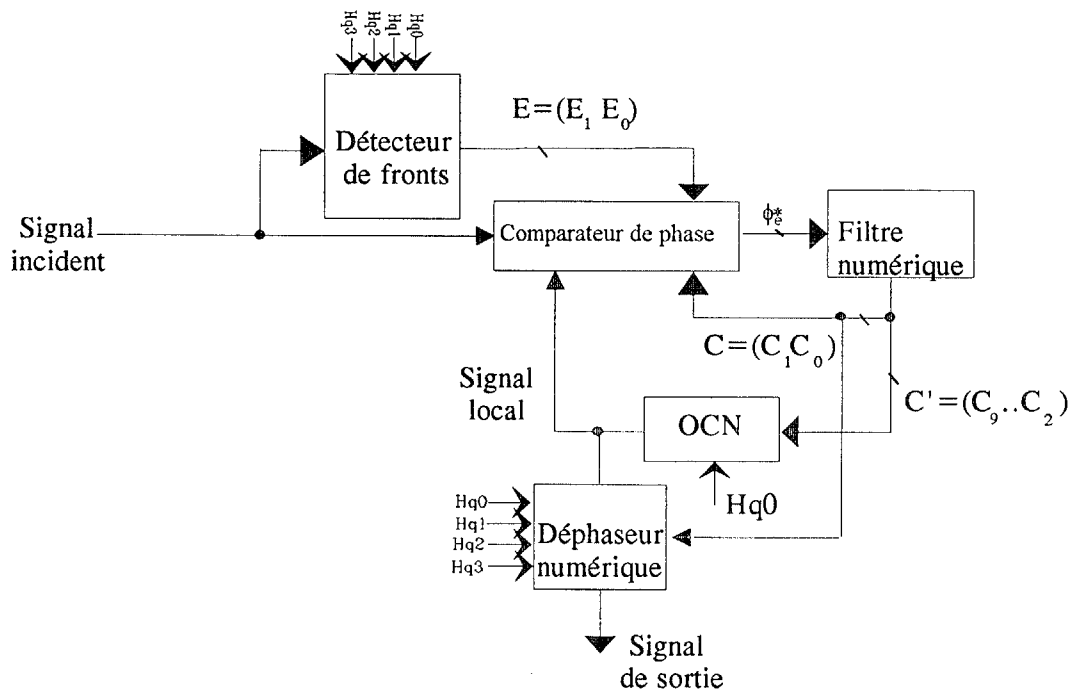 Hq3 Hq2 Hq1 Hq0
E=(E₁ E₀)
Détecteur
de fronts
Signal
incident
Comparateur de phase
ϕ*e
Filtre
numérique
C=(C₁C₀)
C'=(C₉..C₂)
Signal
local
OCN
Hq0
Hq0
Hq1
Hq2
Hq3
Déphaseur
numérique
Signal
de sortie